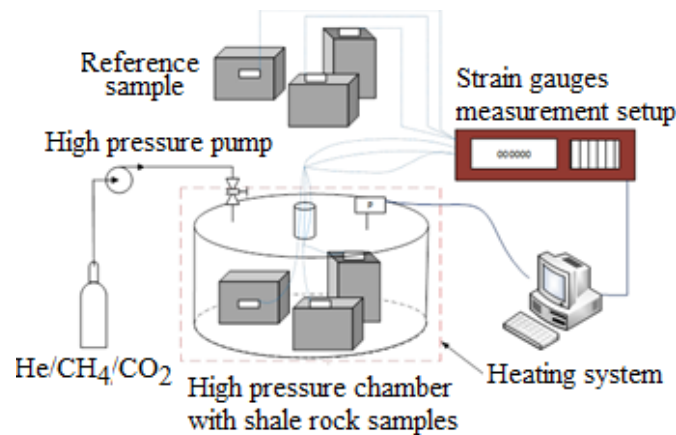 Reference
sample
Strain gauges
measurement setup
High pressure pump
000000
P
He/CH4/CO2
Heating system
High pressure chamber
with shale rock samples